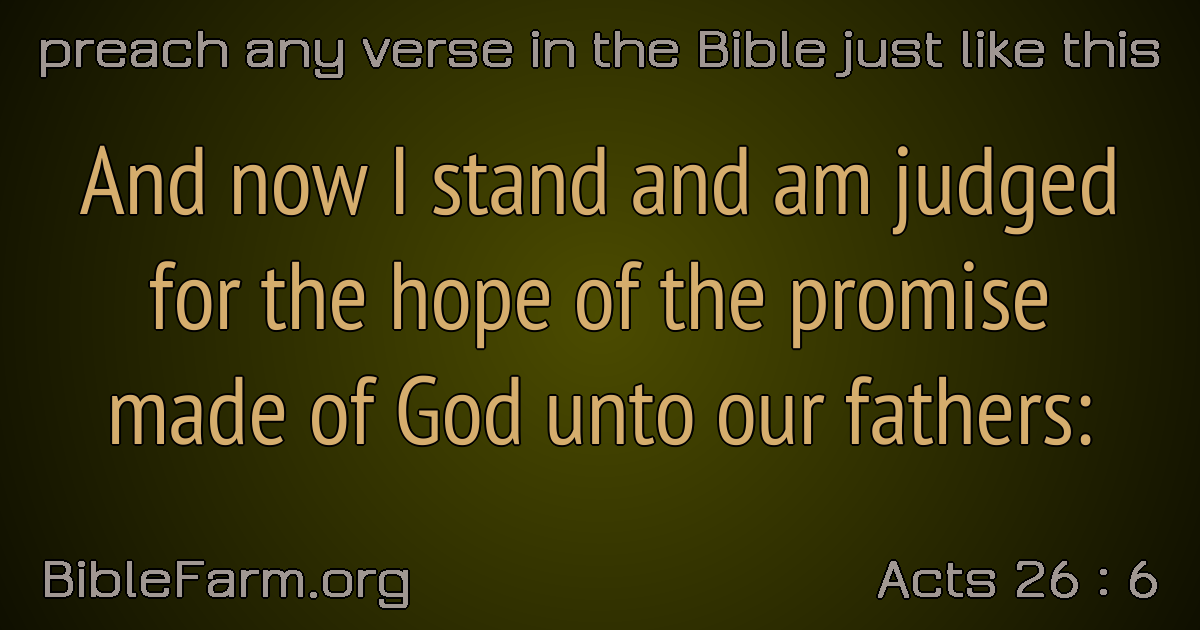 preach any verse in the Bible just like this
And now I stand and am judged
for the hope of the promise
made of God unto our fathers:
BibleFarm.org
Acts 26 : 6